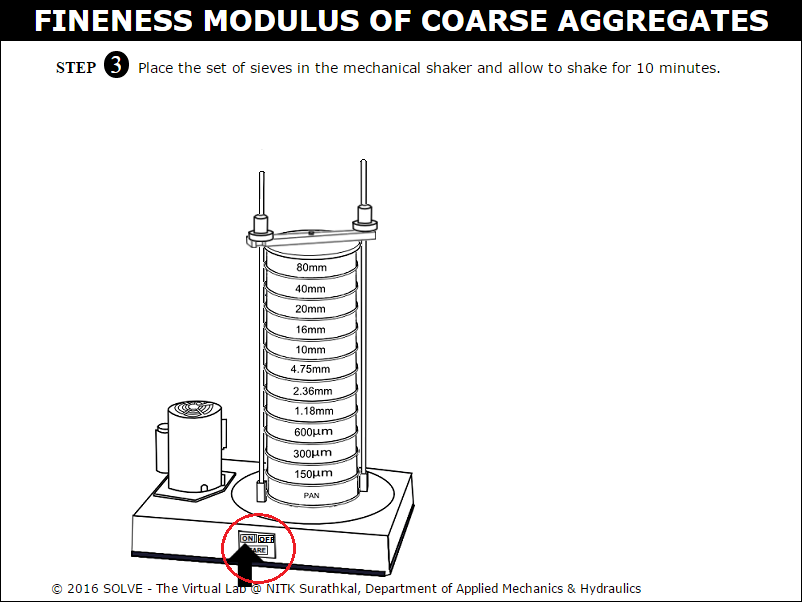 FINENESS MODULUS OF COARSE AGGREGATES
STEP 3 Place the set of sieves in the mechanical shaker and allow to shake for 10 minutes.
80mm
40mm
20mm
16mm
10mm
4.75mm
2.36mm
1.18mm
600µm
300µm
150µm
PAN
ON OFF
© 2016 SOLVE - The Virtual Lab @ NITK Surathkal, Department of Applied Mechanics & Hydraulics